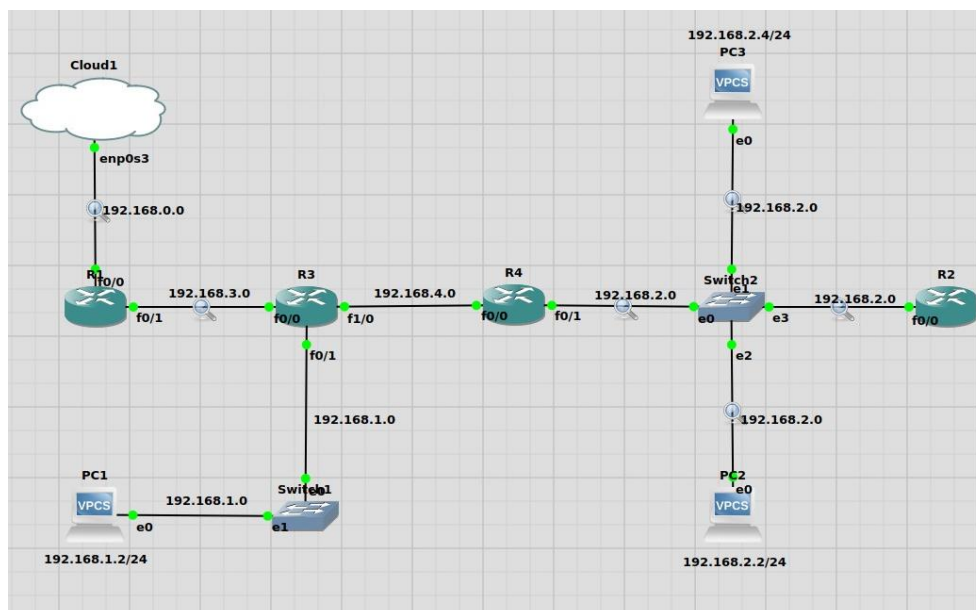 192.168.2.4/24
PC3
VPCS
e0
Cloud1
enp0s3
192.168.0.0
192.168.2.0
R1
f0/0
f0/1
192.168.3.0
R3
f0/0
f1/0
f0/1
192.168.4.0
R4
f0/0
f0/1
192.168.2.0
Switch2
e1
e0
e3
e2
192.168.2.0
R2
f0/0
192.168.1.0
192.168.2.0
PC1
VPCS
e0
192.168.1.2/24
192.168.1.0
Switch1
e0
e1
PC2
e0
VPCS
192.168.2.2/24